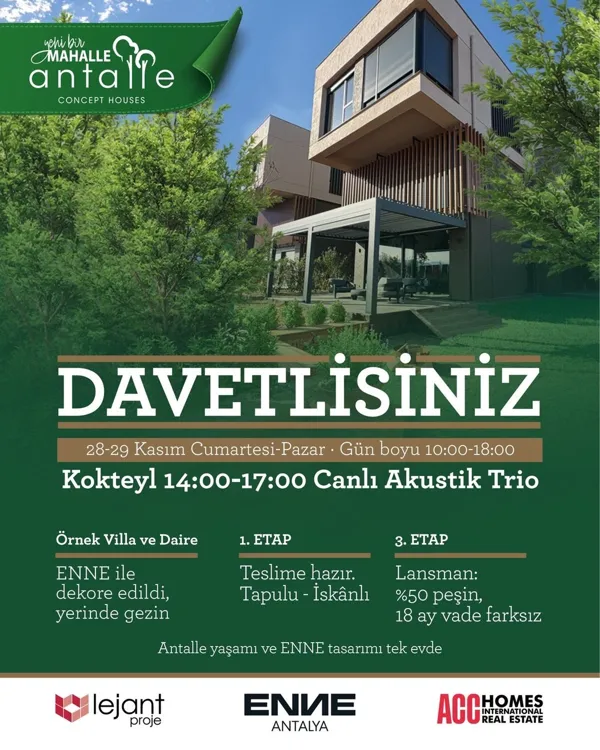 yeni bir
MAHALLE
antalle
CONCEPT HOUSES
DAVETLİSİNİZ
28-29 Kasım Cumartesi-Pazar · Gün boyu 10:00-18:00
Kokteyl 14:00-17:00 Canlı Akustik Trio
Örnek Villa ve Daire
ENNE ile
dekore edildi,
yerinde gezin
1. ETAP
Teslime hazır.
Tapulu - İskânlı
3. ETAP
Lansman:
%50 peşin,
18 ay vade farksız
Antalle yaşamı ve ENNE tasarımı tek evde
lejant
proje
ENNE
ANTALYA
ACC HOMES
INTERNATIONAL
REAL ESTATE